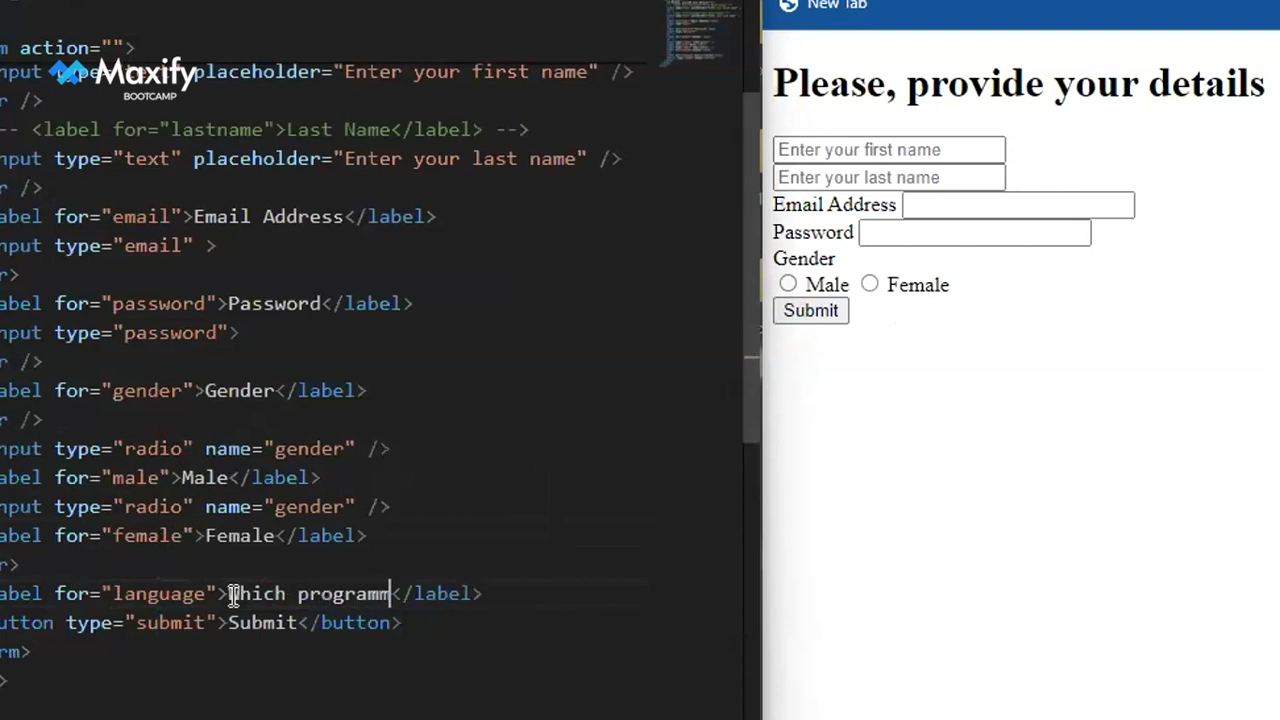 m action="">
nput type= placeholder="Enter your first name" />
r />
-- <label for="lastname">Last Name</label> -->
nput type="text" placeholder="Enter your last name" />
r />
abel for="email">Email Address</label>
nput type="email" >
r>
abel for="password">Password</label>
nput type="password">
r />
abel for="gender">Gender</label>
r />
nput type="radio" name="gender" />
abel for="male">Male</label>
nput type="radio" name="gender" />
abel for="female">Female</label>
r>
abel for="language">Which programm</label>
utton type="submit">Submit</button>
rm>
>
Maxify
BOOTCAMP
New Tab
Please, provide your details
Enter your first name
Enter your last name
Email Address
Password
Gender
Male Female
Submit